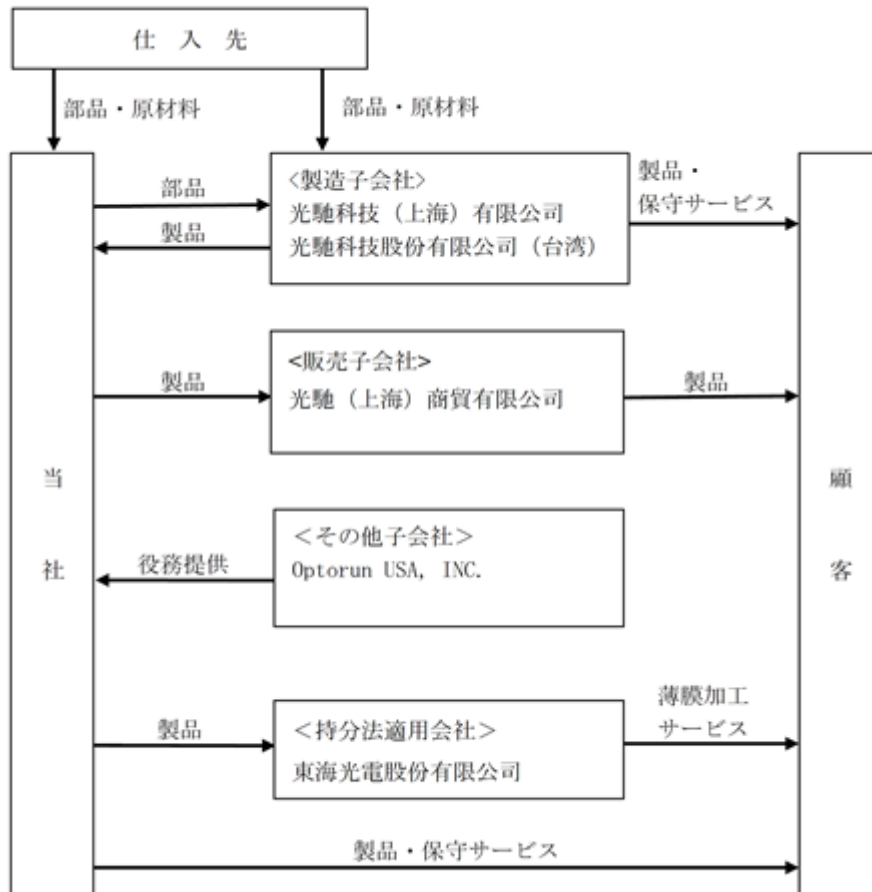 仕 入 先
部品・原材料
部品・原材料
部品
製品
<製造子会社>
光馳科技（上海）有限公司
光馳科技股份有限公司（台湾）
製品・
保守サービス
製品
<販売子会社>
光馳（上海）商貿有限公司
製品
当
社
顧
客
役務提供
＜その他子会社＞
Optorun USA, INC.
製品
＜持分法適用会社＞
東海光電股份有限公司
薄膜加工
サービス
製品・保守サービス